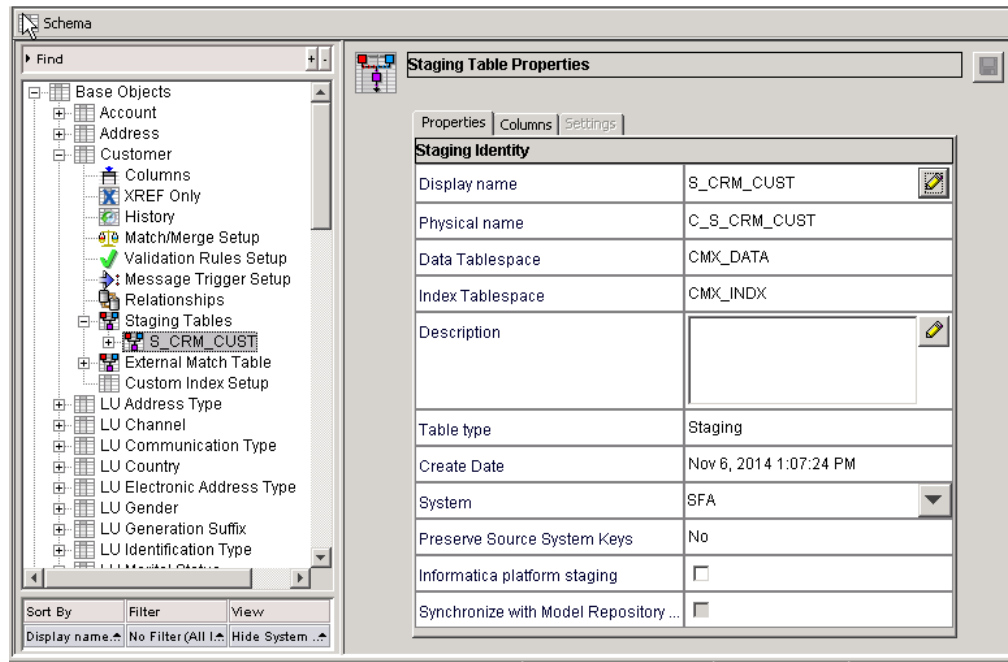 Schema
Find
+ -
Base Objects
Account
Address
Customer
Columns
XREF Only
History
Match/Merge Setup
Validation Rules Setup
Message Trigger Setup
Relationships
Staging Tables
S_CRM_CUST
External Match Table
Custom Index Setup
LU Address Type
LU Channel
LU Communication Type
LU Country
LU Electronic Address Type
LU Gender
LU Generation Suffix
LU Identification Type
LU Marital Status
Sort By Filter View
Display name... No Filter (All I... Hide System ...
Staging Table Properties
Properties Columns Settings
Staging Identity
Display name S_CRM_CUST
Physical name C_S_CRM_CUST
Data Tablespace CMX_DATA
Index Tablespace CMX_INDX
Description
Table type Staging
Create Date Nov 6, 2014 1:07:24 PM
System SFA
Preserve Source System Keys No
Informatica platform staging
Synchronize with Model Repository ...